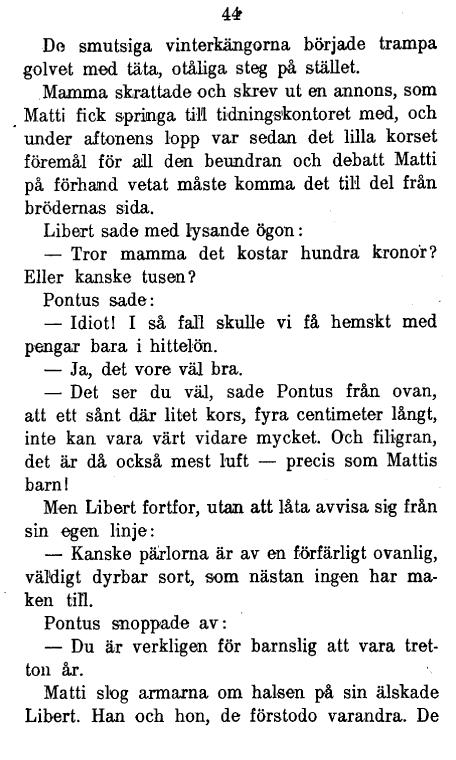 44
De smutsiga vinterkängorna började trampa
golvet med täta, otåliga steg på stället.
Mamma skrattade och skrev ut en annons, som
Matti fick springa till tidningskontoret med, och
under aftonens lopp var sedan det lilla korset
föremål för all den beundran och debatt Matti
på förhand vetat måste komma det till del från
brödernas sida.
Libert sade med lysande ögon:
— Tror mamma det kostar hundra kronor?
Eller kanske tusen?
Pontus sade:
— Idiot! I så fall skulle vi få hemskt med
pengar bara i hittelön.
— Ja, det vore väl bra.
— Det ser du väl, sade Pontus från ovan,
att ett sånt där litet kors, fyra centimeter långt,
inte kan vara värt vidare mycket. Och filigran,
det är då också mest luft — precis som Mattis
barn!
Men Libert fortfor, utan att låta avvisa sig från
sin egen linje:
— Kanske pärlorna är av en förfärligt ovanlig,
väldigt dyrbar sort, som nästan ingen har ma-
ken till.
Pontus snoppade av:
— Du är verkligen för barnslig att vara tret-
ton år.
Matti slog armarna om halsen på sin älskade
Libert. Han och hon, de förstodo varandra. De